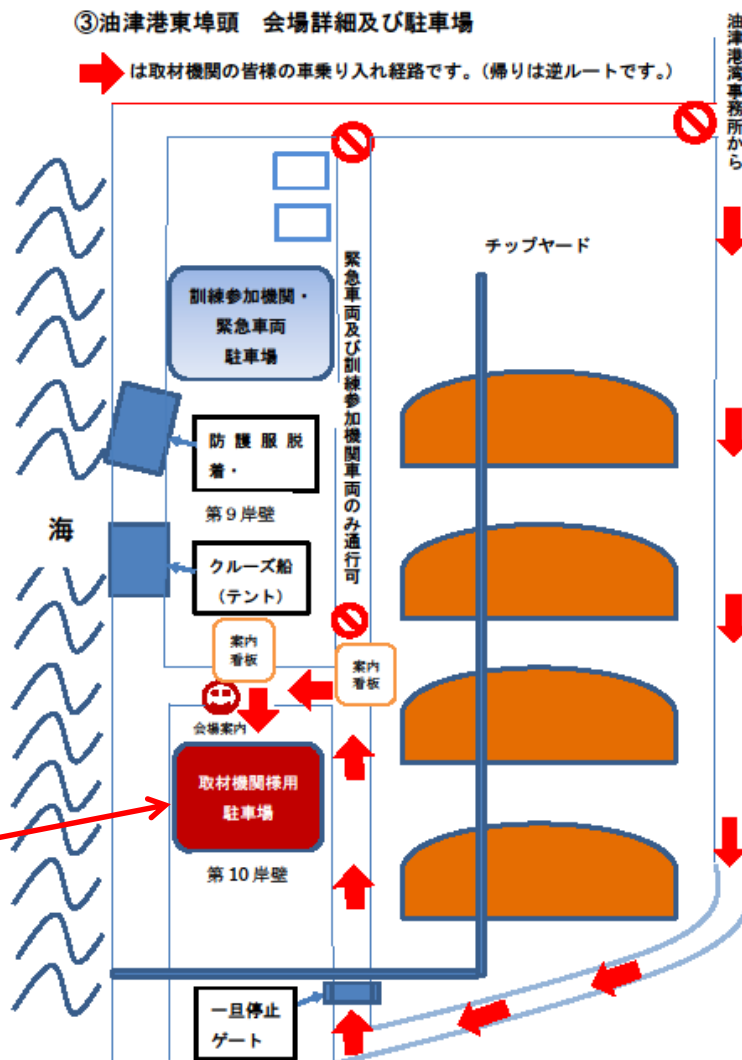 ③油津港東埠頭　会場詳細及び駐車場
は取材機関の皆様の車乗り入れ経路です。(帰りは逆ルートです。)
油津港湾事務所から
チップヤード
緊急車両及び訓練参加機関車両のみ通行可
訓練参加機関・
緊急車両
駐車場
防護服脱
着・
第9岸壁
海
クルーズ船
（テント）
案内
看板
案内
看板
会場案内
取材機関様用
駐車場
第10岸壁
一旦停止
ゲート